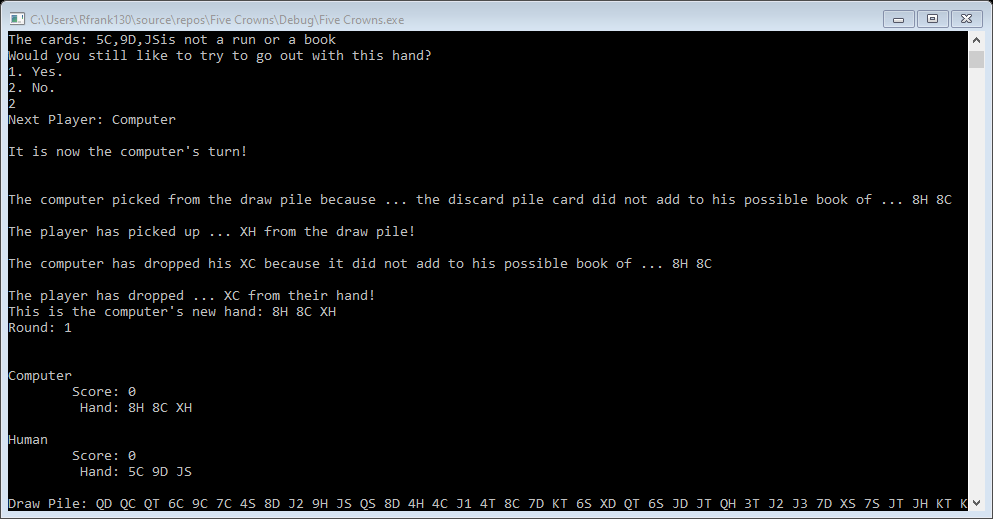 C:\Users\Rfrank130\source\repos\Five Crowns\Debug\Five Crowns.exe
The cards: 5C,9D,JSis not a run or a book
Would you still like to try to go out with this hand?
1. Yes.
2. No.
2
Next Player: Computer
It is now the computer's turn!
The computer picked from the draw pile because ... the discard pile card did not add to his possible book of ... 8H 8C
The player has picked up ... XH from the draw pile!
The computer has dropped his XC because it did not add to his possible book of ... 8H 8C
The player has dropped ... XC from their hand!
This is the computer's new hand: 8H 8C XH
Round: 1
Computer
Score: 0
Hand: 8H 8C XH
Human
Score: 0
Hand: 5C 9D JS
Draw Pile: QD QC QT 6C 9C 7C 4S 8D J2 9H JS QS 8D 4H 4C J1 4T 8C 7D KT 6S XD QT 6S JD JT QH 3T J2 J3 7D XS 7S JT JH KT K